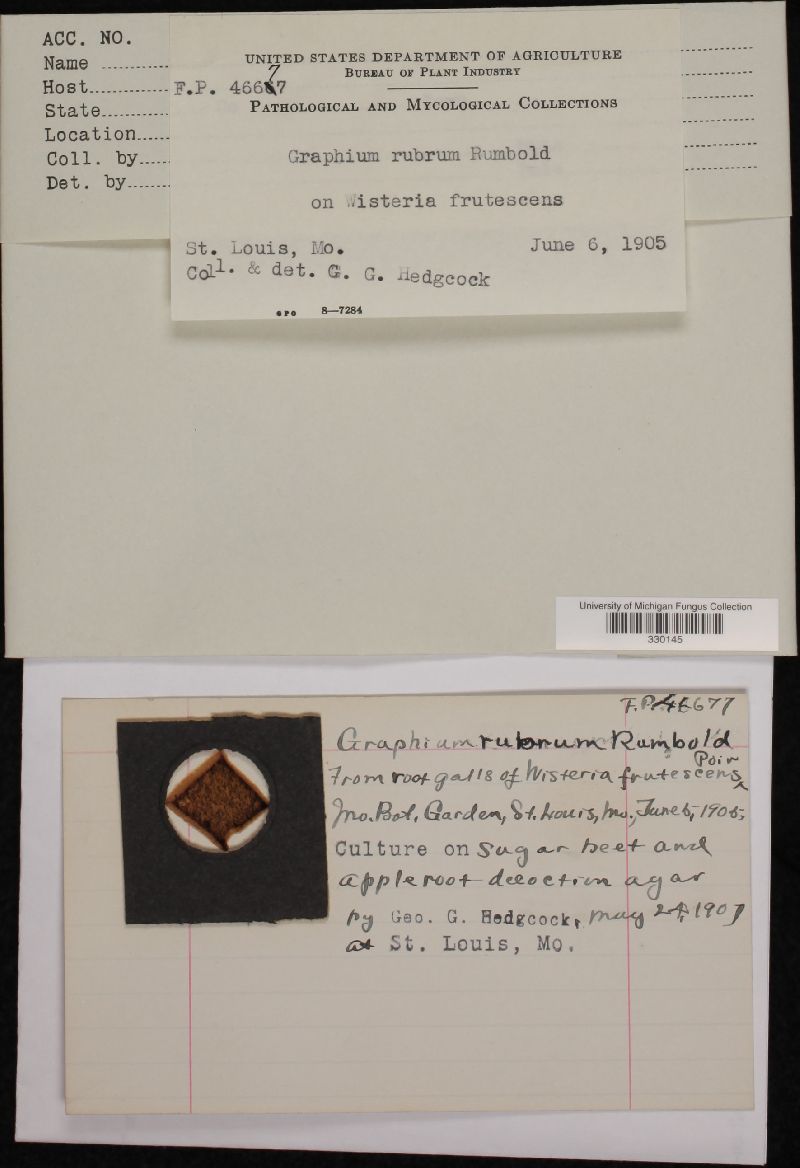 ACC. NO.
Name
Host
State
Location
Coll. by
Det. by
UNITED STATES DEPARTMENT OF AGRICULTURE
BUREAU OF PLANT INDUSTRY
F.P. 46677
PATHOLOGICAL AND MYCOLOGICAL COLLECTIONS
Graphium rubrum Rumbold
on Wisteria frutescens
St. Louis, Mo. June 6, 1905
Coll. & det. G. G. Hedgcock
GPO 8—7284
University of Michigan Fungus Collection
330145
F.P. 46677
Graphium rubrum Rumbold
From root galls of Wisteria frutescens Poir
Mo. Bot. Garden, St. Louis, Mo., June 1905,
Culture on sugar beet and
apple root decoction agar
by Geo. G. Hedgcock, May
at St. Louis, Mo.